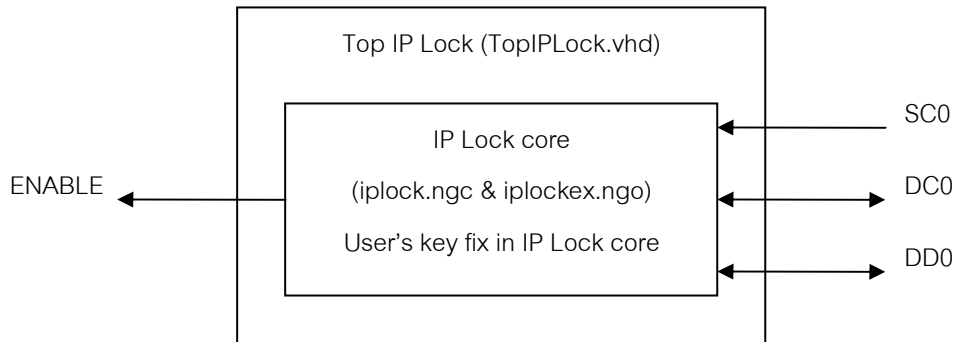 Top IP Lock (TopIPLock.vhd)
SC0
IP Lock core
ENABLE
(iplock.ngc & iplockex.ngo)
DC0
User's key fix in IP Lock core
DD0